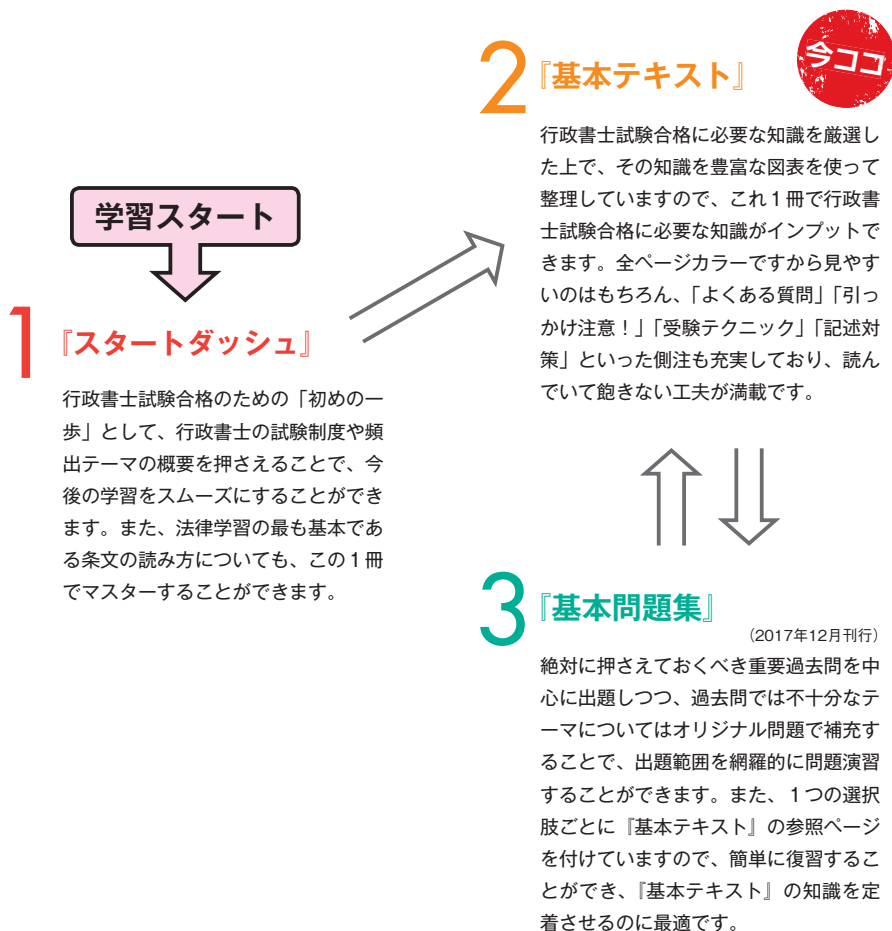 学習スタート
1
『スタートダッシュ』
行政書士試験合格のための「初めの一
歩」として、行政書士の試験制度や頻
出テーマの概要を押さえることで、今
後の学習をスムーズにすることができ
ます。また、法律学習の最も基本であ
る条文の読み方についても、この1冊
でマスターすることができます。
2
『基本テキスト』
今ココ
行政書士試験合格に必要な知識を厳選し
た上で、その知識を豊富な図表を使って
整理していますので、これ1冊で行政書
士試験合格に必要な知識がインプットで
きます。全ページカラーですから見やす
いのはもちろん、「よくある質問」「引っ
かけ注意！」「受験テクニック」「記述対
策」といった側注も充実しており、読ん
でいて飽きない工夫が満載です。
3
『基本問題集』
（2017年12月刊行）
絶対に押さえておくべき重要過去問を中
心に出題しつつ、過去問では不十分なテ
ーマについてはオリジナル問題で補充す
ることで、出題範囲を網羅的に問題演習
することができます。また、1つの選択
肢ごとに『基本テキスト』の参照ページ
を付けていますので、簡単に復習するこ
とができ、『基本テキスト』の知識を定
着させるのに最適です。